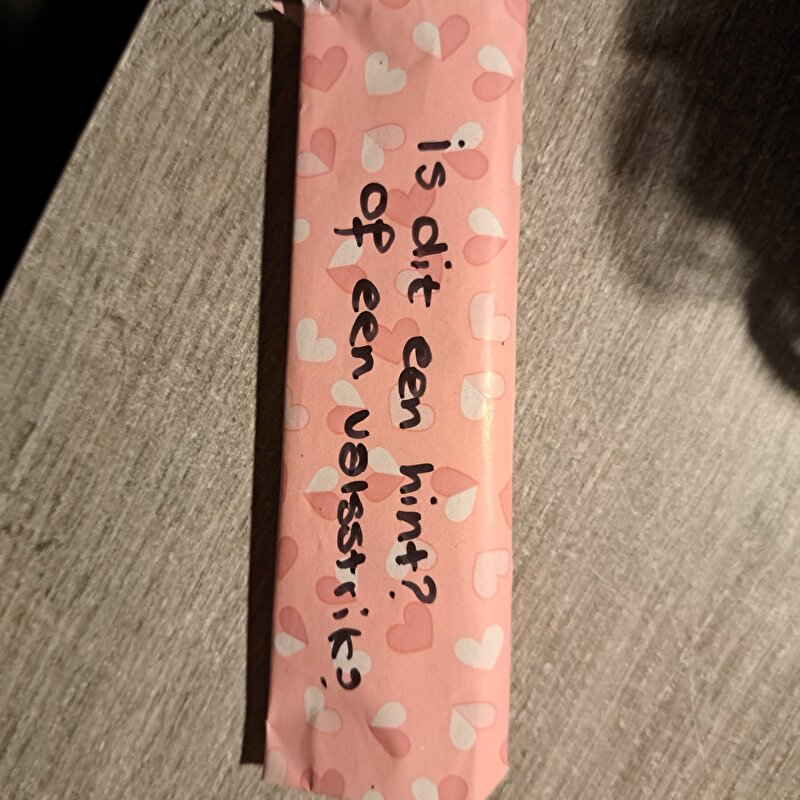 is dit een hint?
of een valsstrik?